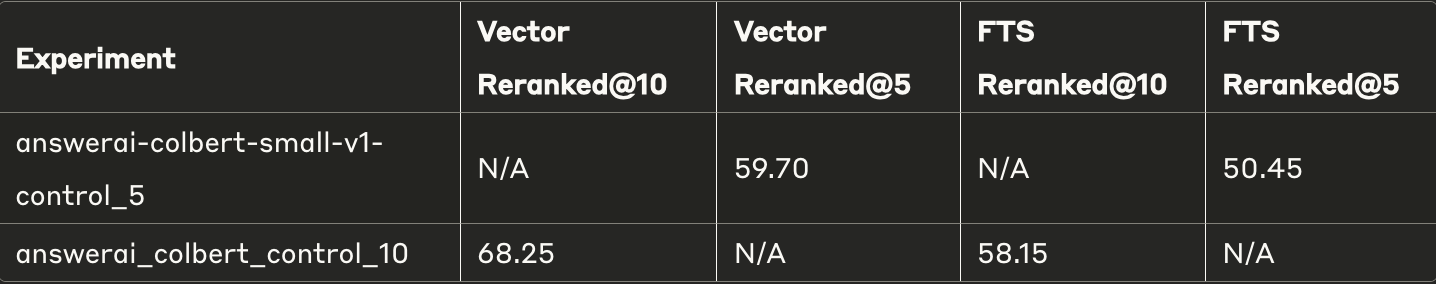 Experiment
Vector
Reranked@10
Vector
Reranked@5
FTS
Reranked@10
FTS
Reranked@5
answerai-colbert-small-v1-
control_5
N/A
59.70
N/A
50.45
answerai_colbert_control_10
68.25
N/A
58.15
N/A